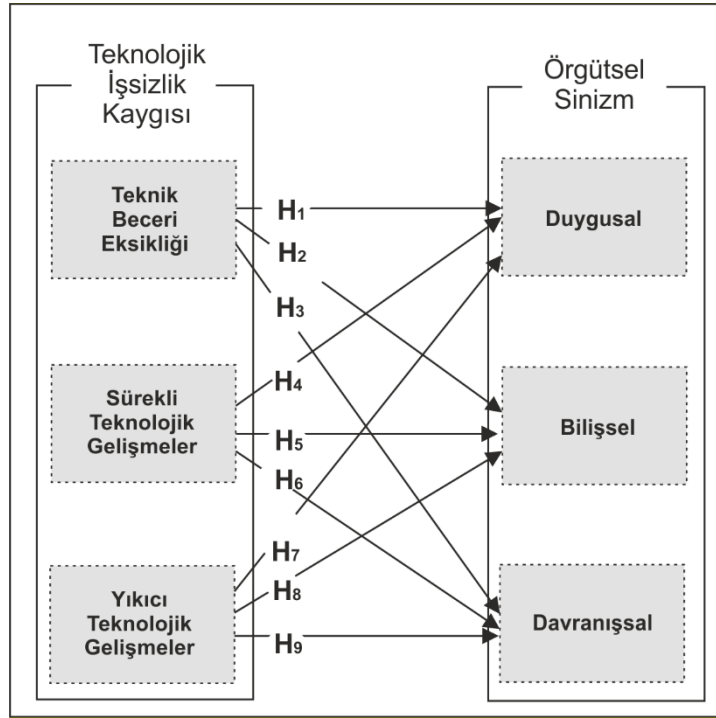 Teknolojik
İşsizlik
Kaygısı
Örgütsel
Sinizm
Teknik
Beceri
Eksikliği
H1
H2
H3
Duygusal
Sürekli
Teknolojik
Gelişmeler
H4
H5
H6
Bilişsel
Yıkıcı
Teknolojik
Gelişmeler
H7
H8
H9
Davranışsal